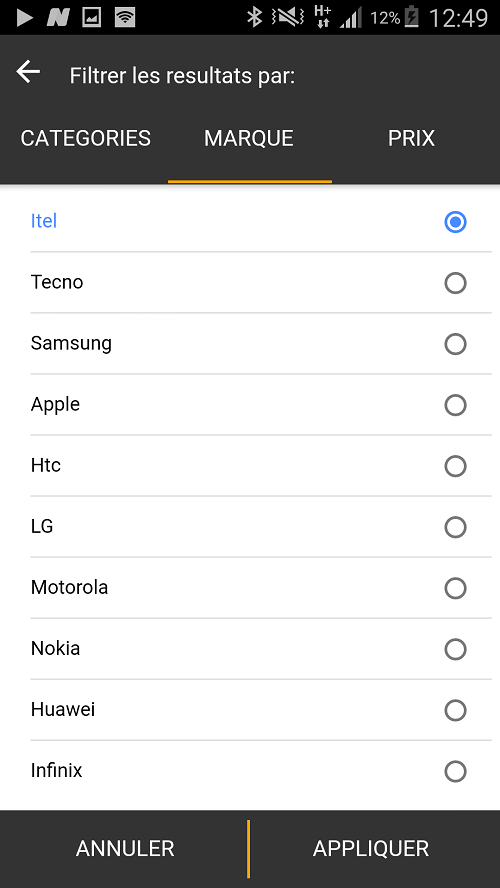 H+ 12% 12:49
Filtrer les resultats par:
CATEGORIES MARQUE PRIX
Itel
Tecno
Samsung
Apple
Htc
LG
Motorola
Nokia
Huawei
Infinix
ANNULER APPLIQUER